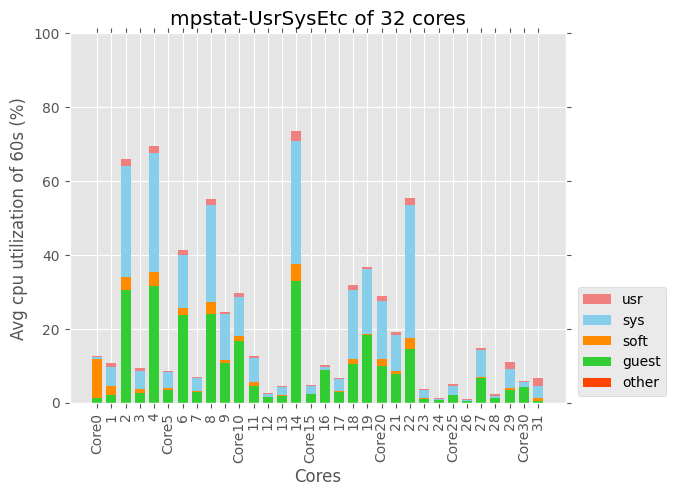 mpstat-UsrSysEtc of 32 cores
Avg cpu utilization of 60s (%)
100
80
60
40
20
0
Core0
1
2
3
4
Core5
6
7
8
9
Core10
11
12
13
14
Core15
16
17
18
19
Core20
21
22
23
24
Core25
26
27
28
29
Core30
31
Cores
usr
sys
soft
guest
other